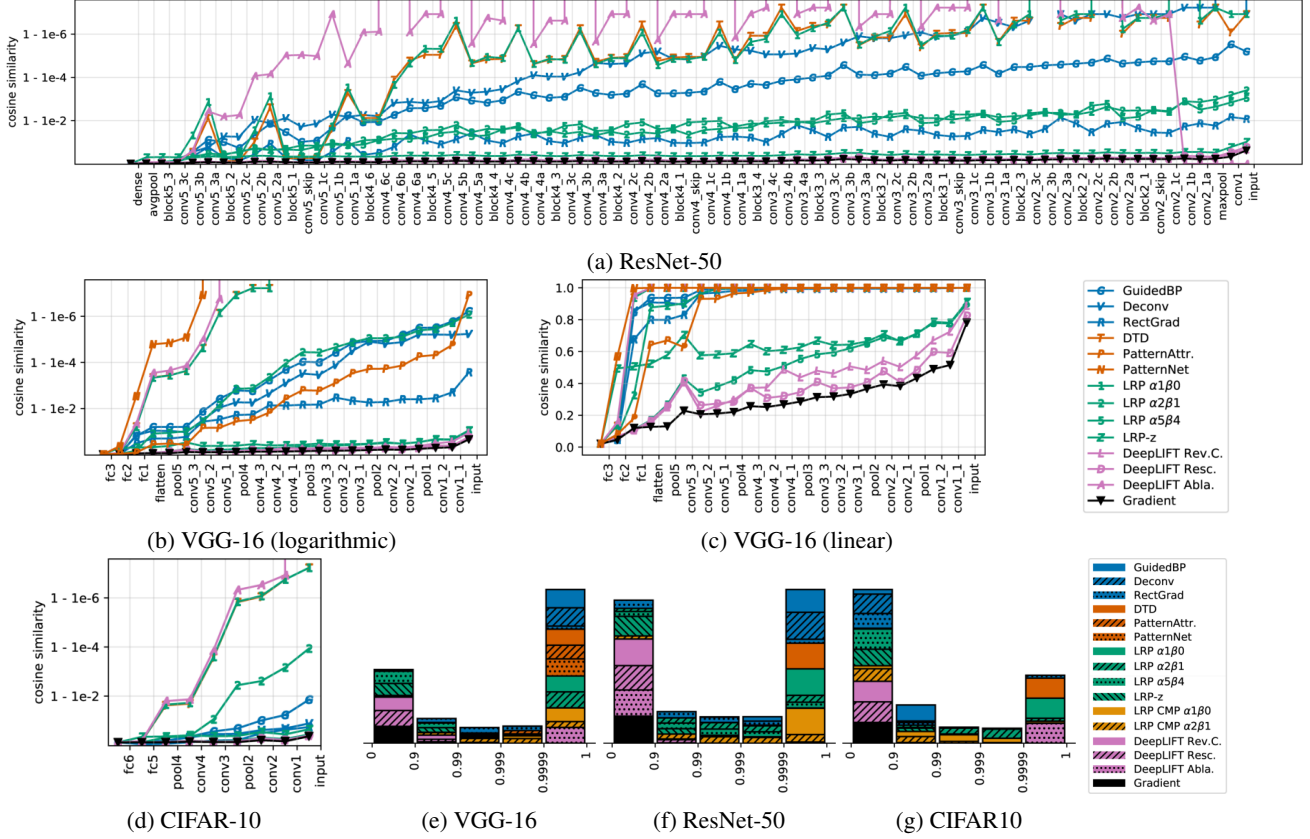 cosine similarity
1 - 1e-6
1 - 1e-4
1 - 1e-2
dense
avgpool
block5_3
conv5_3c
conv5_3b
conv5_3a
block5_2
conv5_2c
conv5_2b
conv5_2a
block5_1
conv5_skip
conv5_1c
conv5_1b
conv5_1a
block4_6
conv4_6c
conv4_6b
conv4_6a
block4_5
conv4_5c
conv4_5b
conv4_5a
block4_4
conv4_4c
conv4_4b
conv4_4a
block4_3
conv4_3c
conv4_3b
conv4_3a
block4_2
conv4_2c
conv4_2b
conv4_2a
block4_1
conv4_skip
conv4_1c
conv4_1b
conv4_1a
block3_4
conv3_4c
conv3_4b
conv3_4a
block3_3
conv3_3c
conv3_3b
conv3_3a
block3_2
conv3_2c
conv3_2b
conv3_2a
block3_1
conv3_skip
conv3_1c
conv3_1b
conv3_1a
block2_3
conv2_3c
conv2_3b
conv2_3a
block2_2
conv2_2c
conv2_2b
conv2_2a
block2_1
conv2_skip
conv2_1c
conv2_1b
conv2_1a
maxpool
conv1
input
(a) ResNet-50
cosine similarity
1 - 1e-6
1 - 1e-4
1 - 1e-2
fc3
fc2
fc1
flatten
pool5
conv5_3
conv5_2
conv5_1
pool4
conv4_3
conv4_2
conv4_1
pool3
conv3_3
conv3_2
conv3_1
pool2
conv2_2
conv2_1
pool1
conv1_2
conv1_1
input
(b) VGG-16 (logarithmic)
cosine similarity
1.0
0.8
0.6
0.4
0.2
0.0
fc3
fc2
fc1
flatten
pool5
conv5_3
conv5_2
conv5_1
pool4
conv4_3
conv4_2
conv4_1
pool3
conv3_3
conv3_2
conv3_1
pool2
conv2_2
conv2_1
pool1
conv1_2
conv1_1
input
(c) VGG-16 (linear)
GuidedBP
Deconv
RectGrad
DTD
PatternAttr.
PatternNet
LRP α1β0
LRP α2β1
LRP α5β4
LRP-z
DeepLIFT Rev.C.
DeepLIFT Resc.
DeepLIFT Abla.
Gradient
cosine similarity
1 - 1e-6
1 - 1e-4
1 - 1e-2
fc6
fc5
pool4
conv4
conv3
pool2
conv2
conv1
input
(d) CIFAR-10
0
0.9
0.99
0.999
0.9999
1
(e) VGG-16
0
0.9
0.99
0.999
0.9999
1
(f) ResNet-50
0
0.9
0.99
0.999
0.9999
1
(g) CIFAR10
GuidedBP
Deconv
RectGrad
DTD
PatternAttr.
PatternNet
LRP α1β0
LRP α2β1
LRP α5β4
LRP-z
LRP CMP α1β0
LRP CMP α2β1
DeepLIFT Rev.C.
DeepLIFT Resc.
DeepLIFT Abla.
Gradient